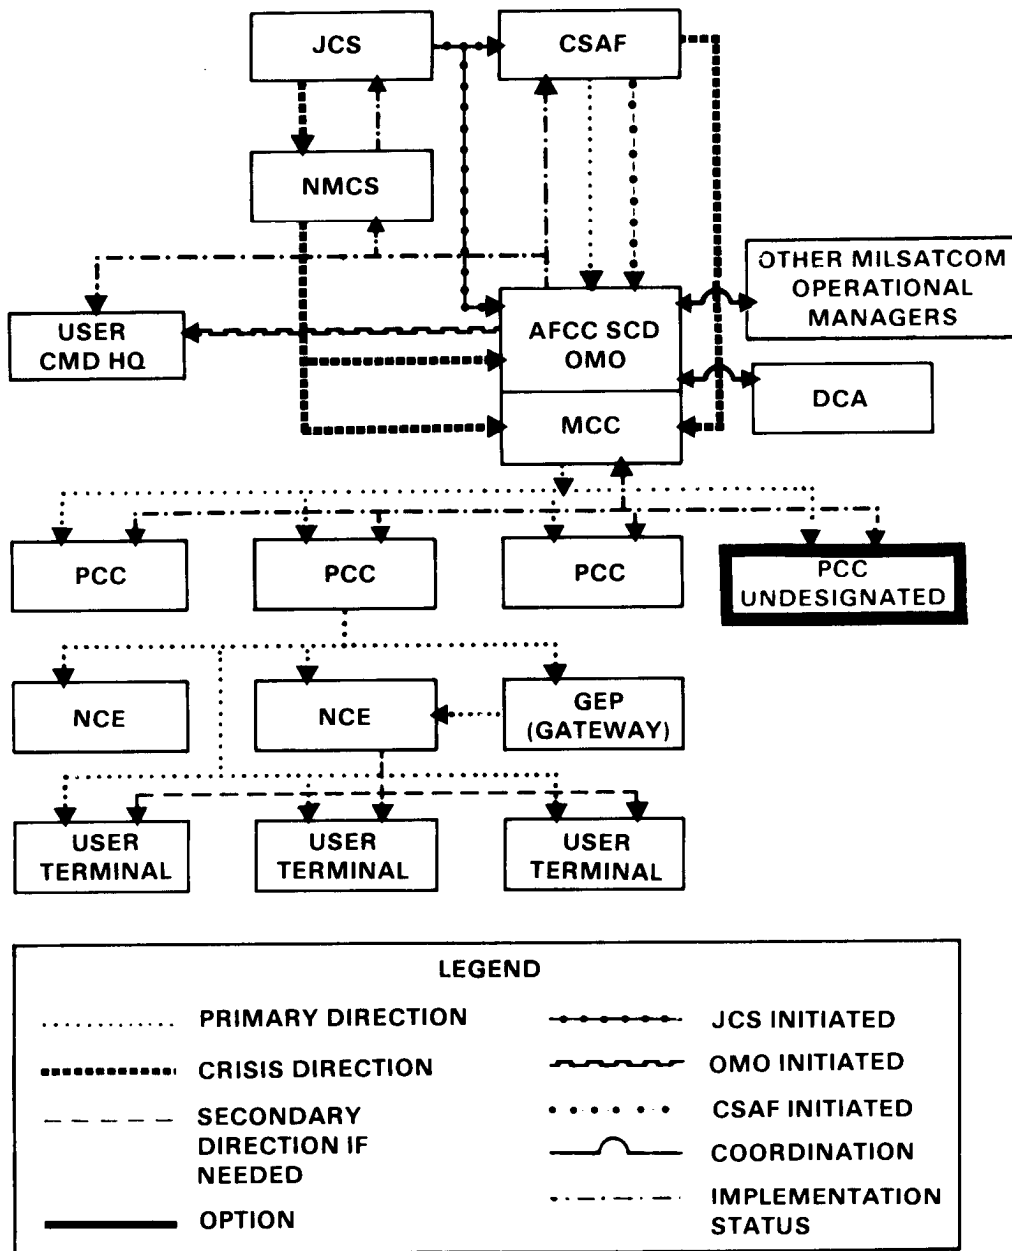 JCS
CSAF
NMCS
OTHER MILSATCOM
OPERATIONAL
MANAGERS
USER
CMD HQ
AFCC SCD
OMO
DCA
MCC
PCC
PCC
PCC
PCC
UNDESIGNATED
NCE
NCE
GEP
(GATEWAY)
USER
TERMINAL
USER
TERMINAL
USER
TERMINAL
LEGEND
PRIMARY DIRECTION
CRISIS DIRECTION
SECONDARY
DIRECTION IF
NEEDED
OPTION
JCS INITIATED
OMO INITIATED
CSAF INITIATED
COORDINATION
IMPLEMENTATION
STATUS